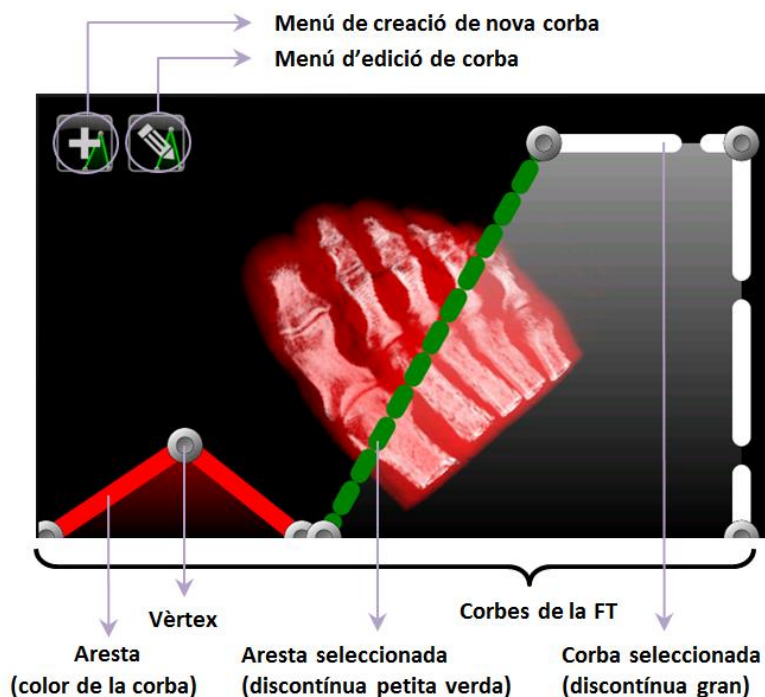 Menú de creació de nova corba
Menú d'edició de corba
Vèrtex
Corbes de la FT
Aresta
(color de la corba)
Aresta seleccionada
(discontínua petita verda)
Corba seleccionada
(discontínua gran)